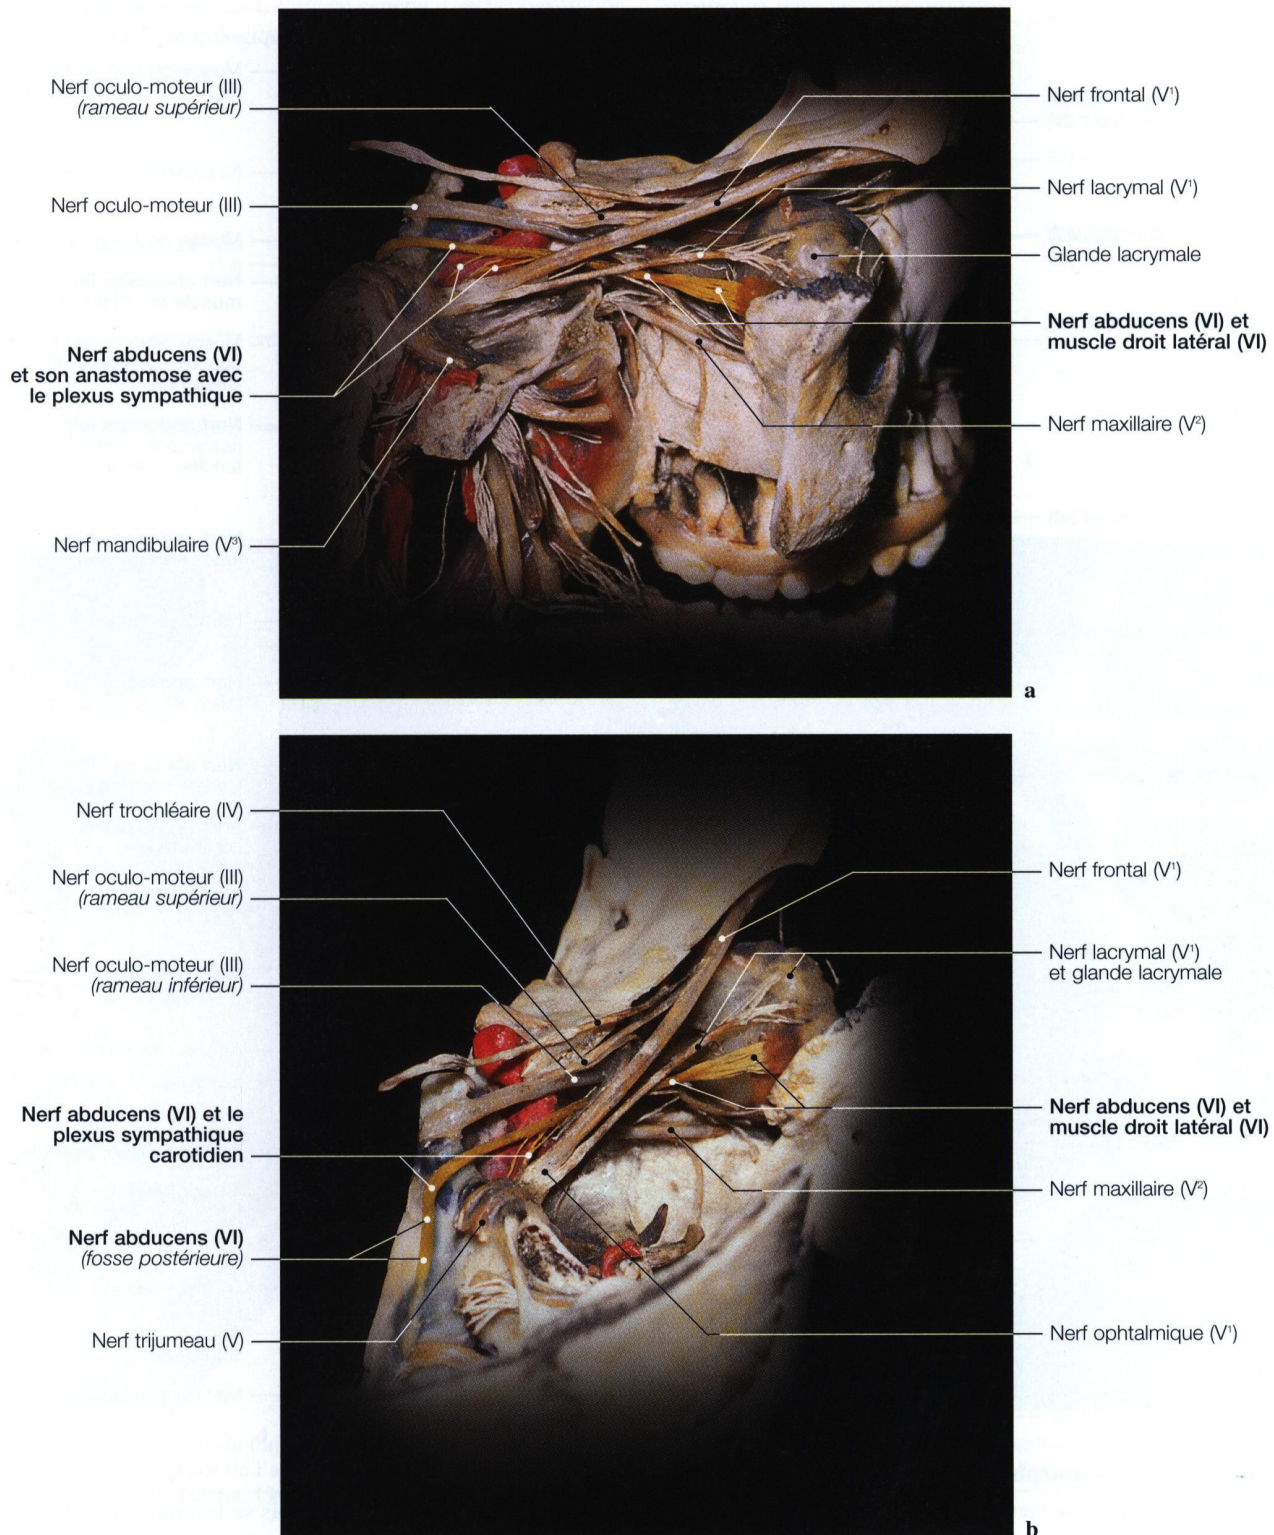 Nerf oculo-moteur (III)
(rameau supérieur)
Nerf oculo-moteur (III)
Nerf abducens (VI)
et son anastomose avec
le plexus sympathique
Nerf mandibulaire (V³)
Nerf frontal (V¹)
Nerf lacrymal (V¹)
Glande lacrymale
Nerf abducens (VI) et
muscle droit latéral (VI)
Nerf maxillaire (V²)
a
Nerf trochléaire (IV)
Nerf oculo-moteur (III)
(rameau supérieur)
Nerf oculo-moteur (III)
(rameau inférieur)
Nerf abducens (VI) et le
plexus sympathique
carotidien
Nerf abducens (VI)
(fosse postérieure)
Nerf trijumeau (V)
Nerf frontal (V¹)
Nerf lacrymal (V¹)
et glande lacrymale
Nerf abducens (VI) et
muscle droit latéral (VI)
Nerf maxillaire (V²)
Nerf ophtalmique (V¹)
b